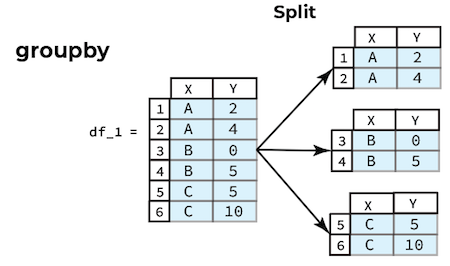 Split
groupby
X Y
1 A 2
2 A 4
df_1 =
X Y
1 A 2
2 A 4
3 B 0
4 B 5
5 C 5
6 C 10
X Y
3 B 0
4 B 5
X Y
5 C 5
6 C 10